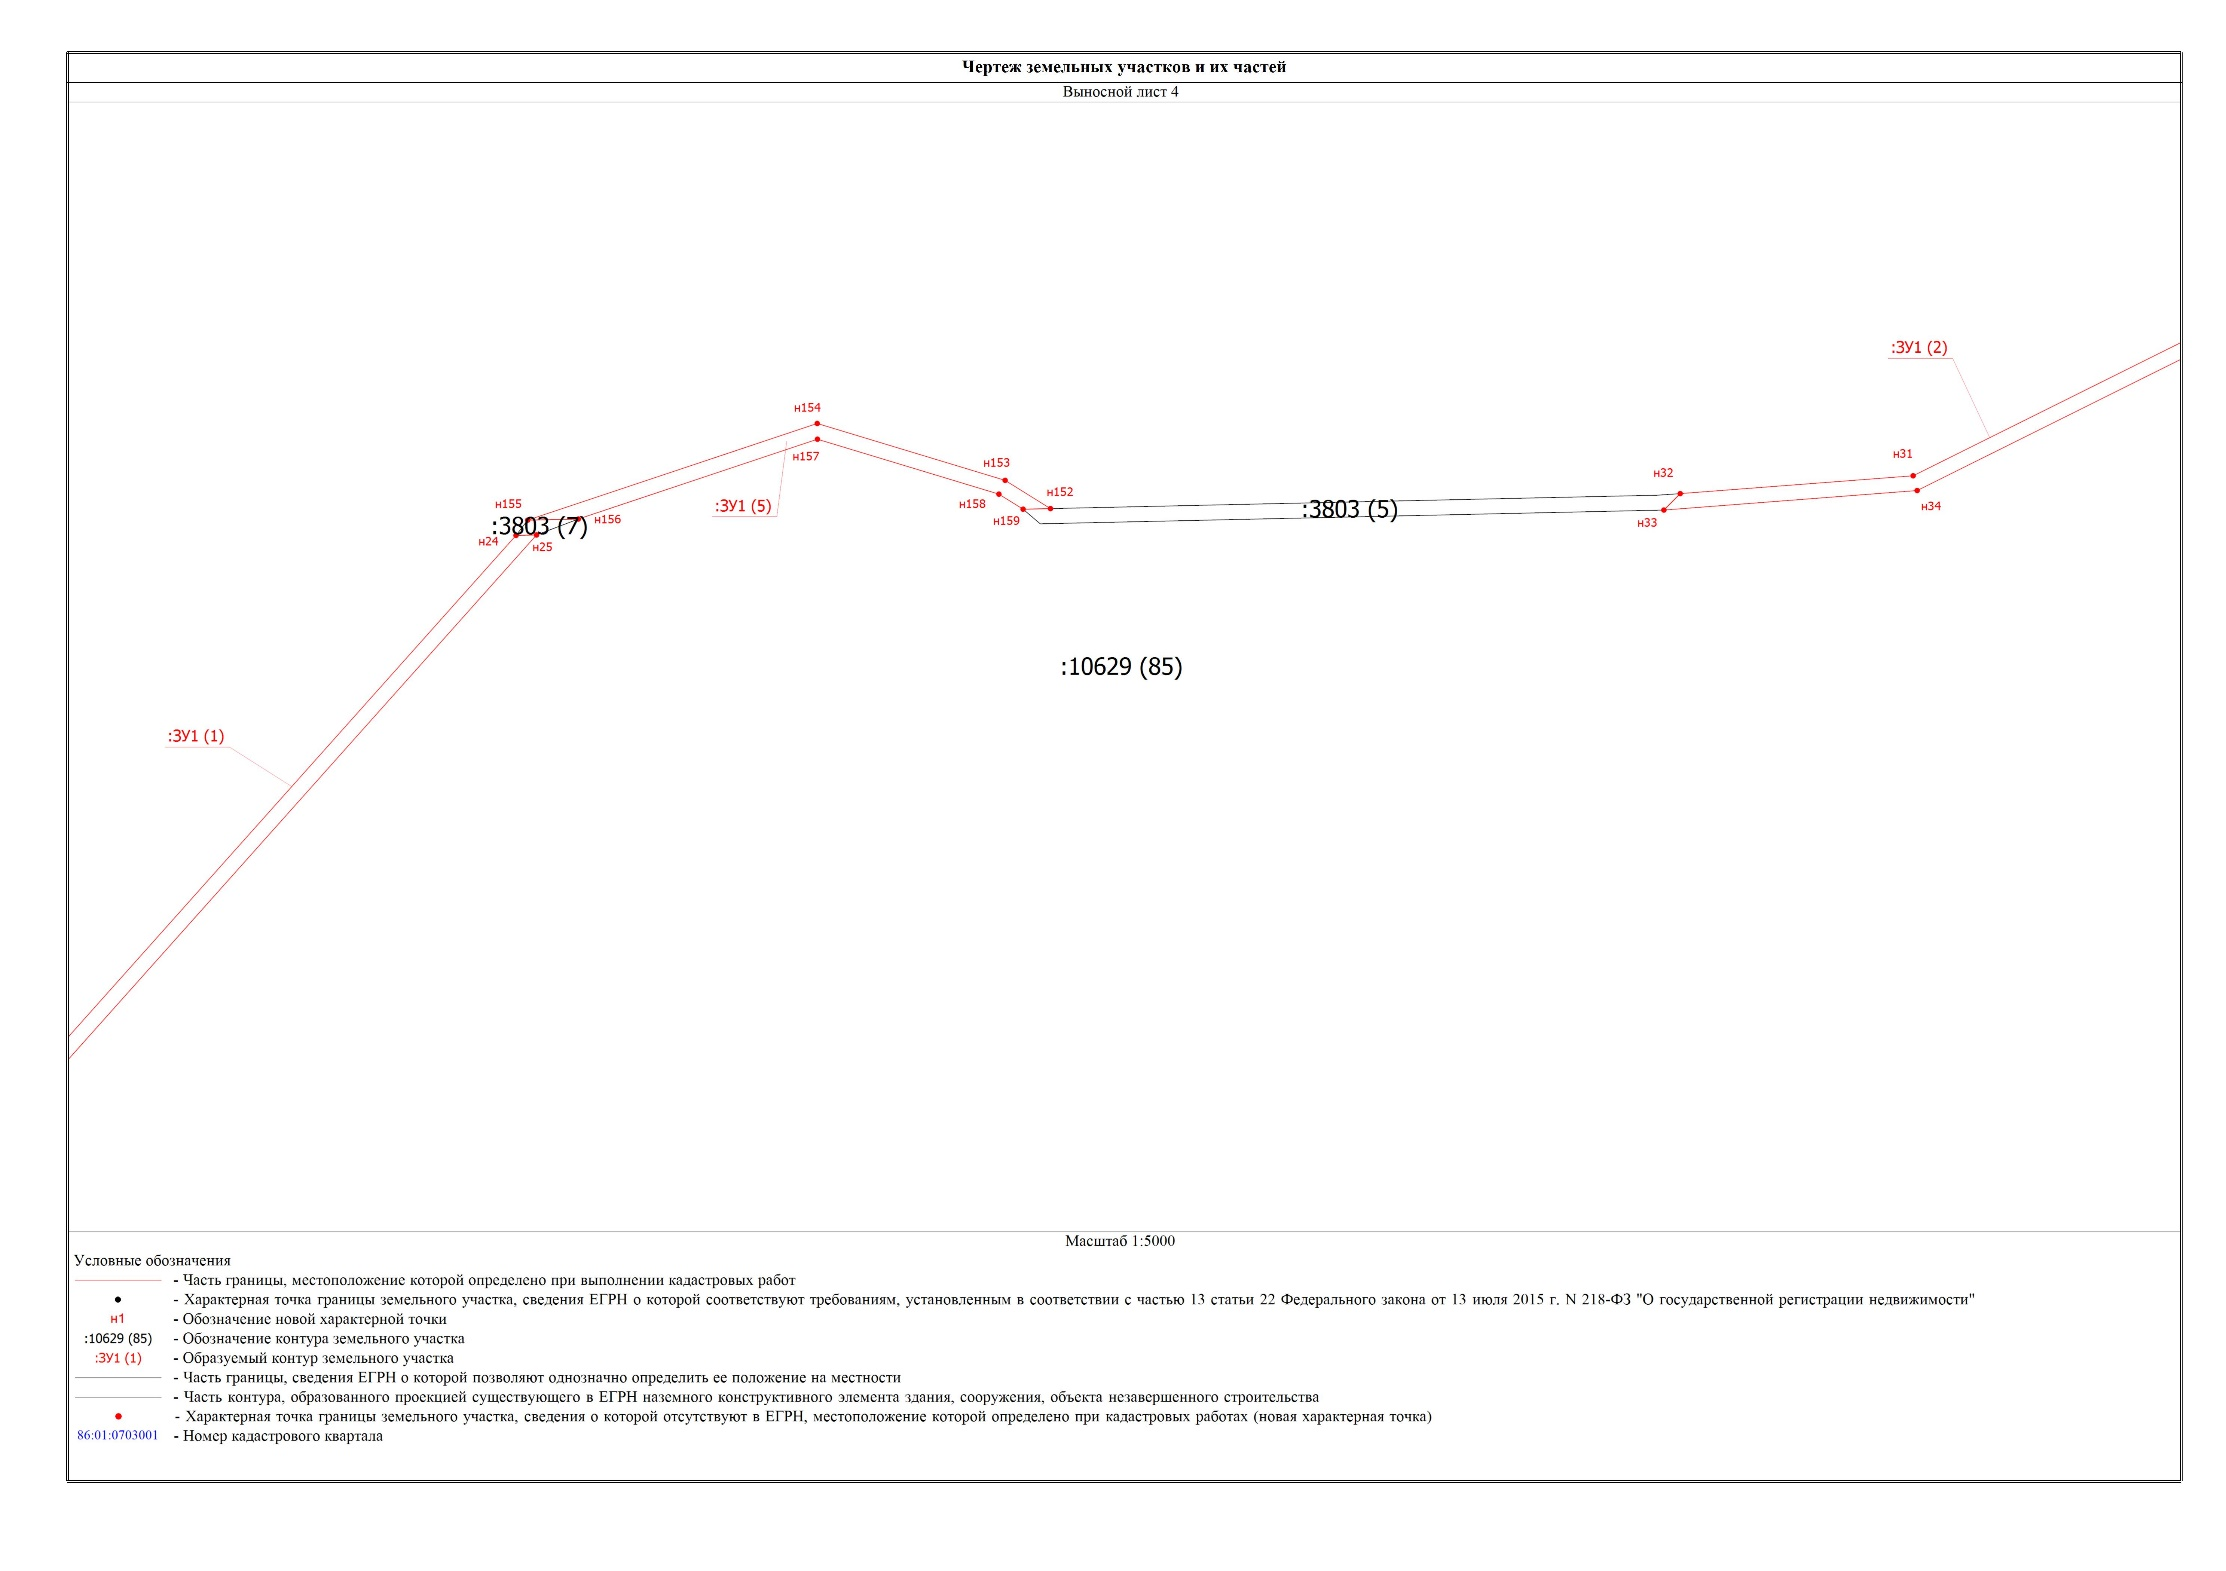 Чертеж земельных участков и их частей
Выносной лист 4
:ЗУ1 (2)
н154
н31
н157
н153
н32
н152
н155
:ЗУ1 (5)
н158
н34
:3803 (5)
н156
н159
н33
:3803 (7)
н24
н25
:10629 (85)
:ЗУ1 (1)
Масштаб 1:5000
Условные обозначения
- Часть границы, местоположение которой определено при выполнении кадастровых работ
- Характерная точка границы земельного участка, сведения ЕГРН о которой соответствуют требованиям, установленным в соответствии с частью 13 статьи 22 Федерального закона от 13 июля 2015 г. N 218-ФЗ "О государственной регистрации недвижимости"
н1 - Обозначение новой характерной точки
:10629 (85) - Обозначение контура земельного участка
:ЗУ1 (1) - Образуемый контур земельного участка
- Часть границы, сведения ЕГРН о которой позволяют однозначно определить ее положение на местности
- Часть контура, образованного проекцией существующего в ЕГРН наземного конструктивного элемента здания, сооружения, объекта незавершенного строительства
- Характерная точка границы земельного участка, сведения о которой отсутствуют в ЕГРН, местоположение которой определено при кадастровых работах (новая характерная точка)
86:01:0703001 - Номер кадастрового квартала